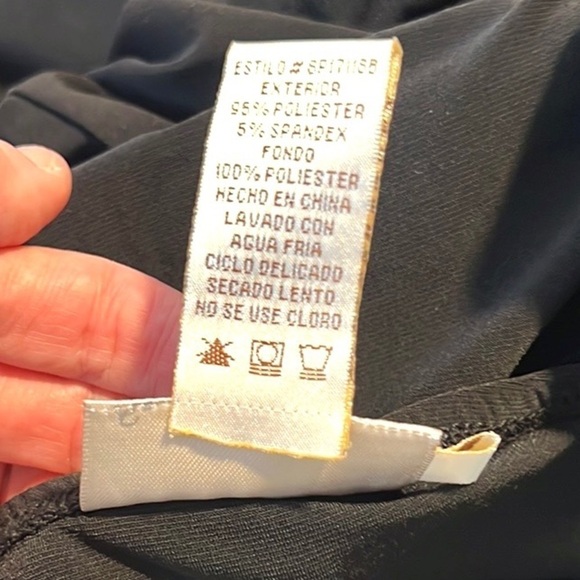 ESTILO # SP17116B
EXTERIOR
95% POLIESTER
5% SPANDEX
FONDO
100% POLIESTER
HECHO EN CHINA
LAVADO CON
AGUA FRIA
CICLO DELICADO
SECADO LENTO
NO SE USE CLORO